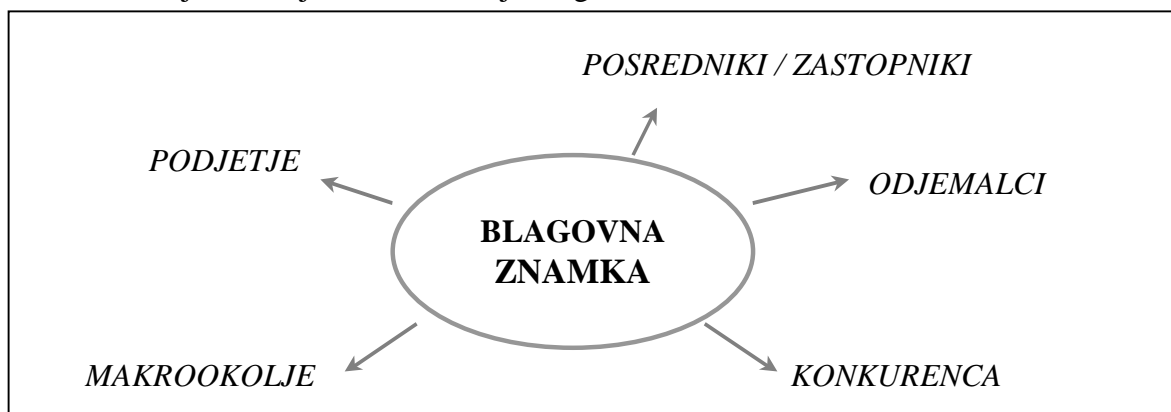 POSREDNIKI / ZASTOPNIKI
PODJETJE
ODJEMALCI
BLAGOVNA
ZNAMKA
MAKROOKOLJE
KONKURENCA